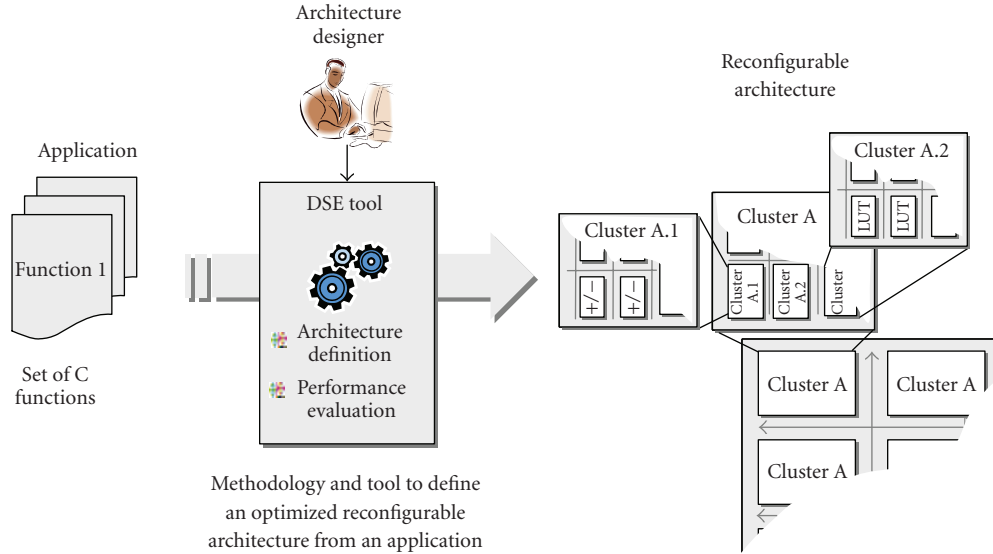 Architecture
designer
Reconfigurable
architecture
Application
Function 1
Set of C
functions
DSE tool
Architecture
definition
Performance
evaluation
Methodology and tool to define
an optimized reconfigurable
architecture from an application
Cluster A.1
+/−
+/−
Cluster A
Cluster
A.1
Cluster
A.2
Cluster
Cluster A.2
LUT
LUT
Cluster A
Cluster A
Cluster A